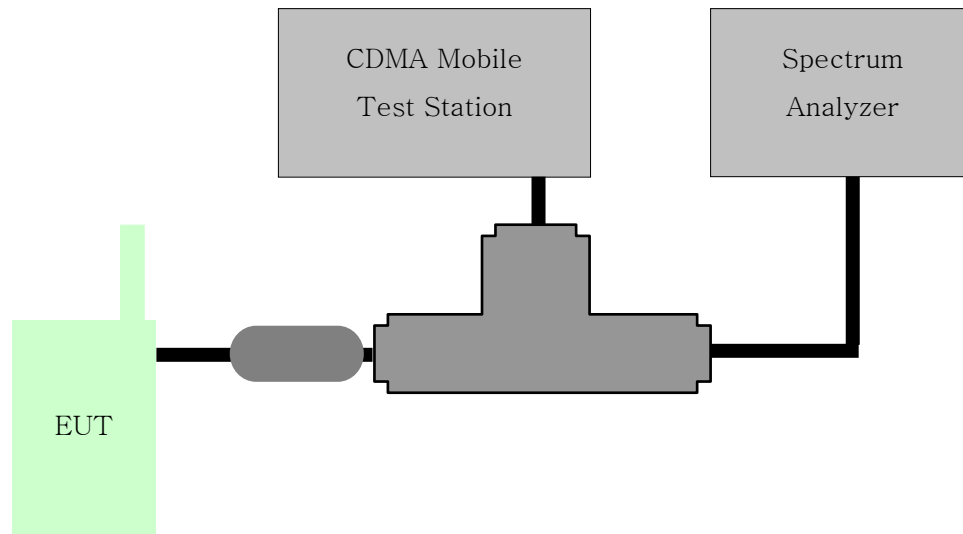 CDMA Mobile
Test Station
Spectrum
Analyzer
EUT